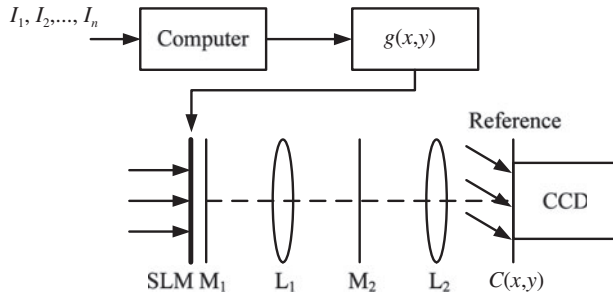 I₁, I₂,..., Iₙ
Computer
g(x,y)
Reference
CCD
SLM M₁ L₁ M₂ L₂ C(x,y)